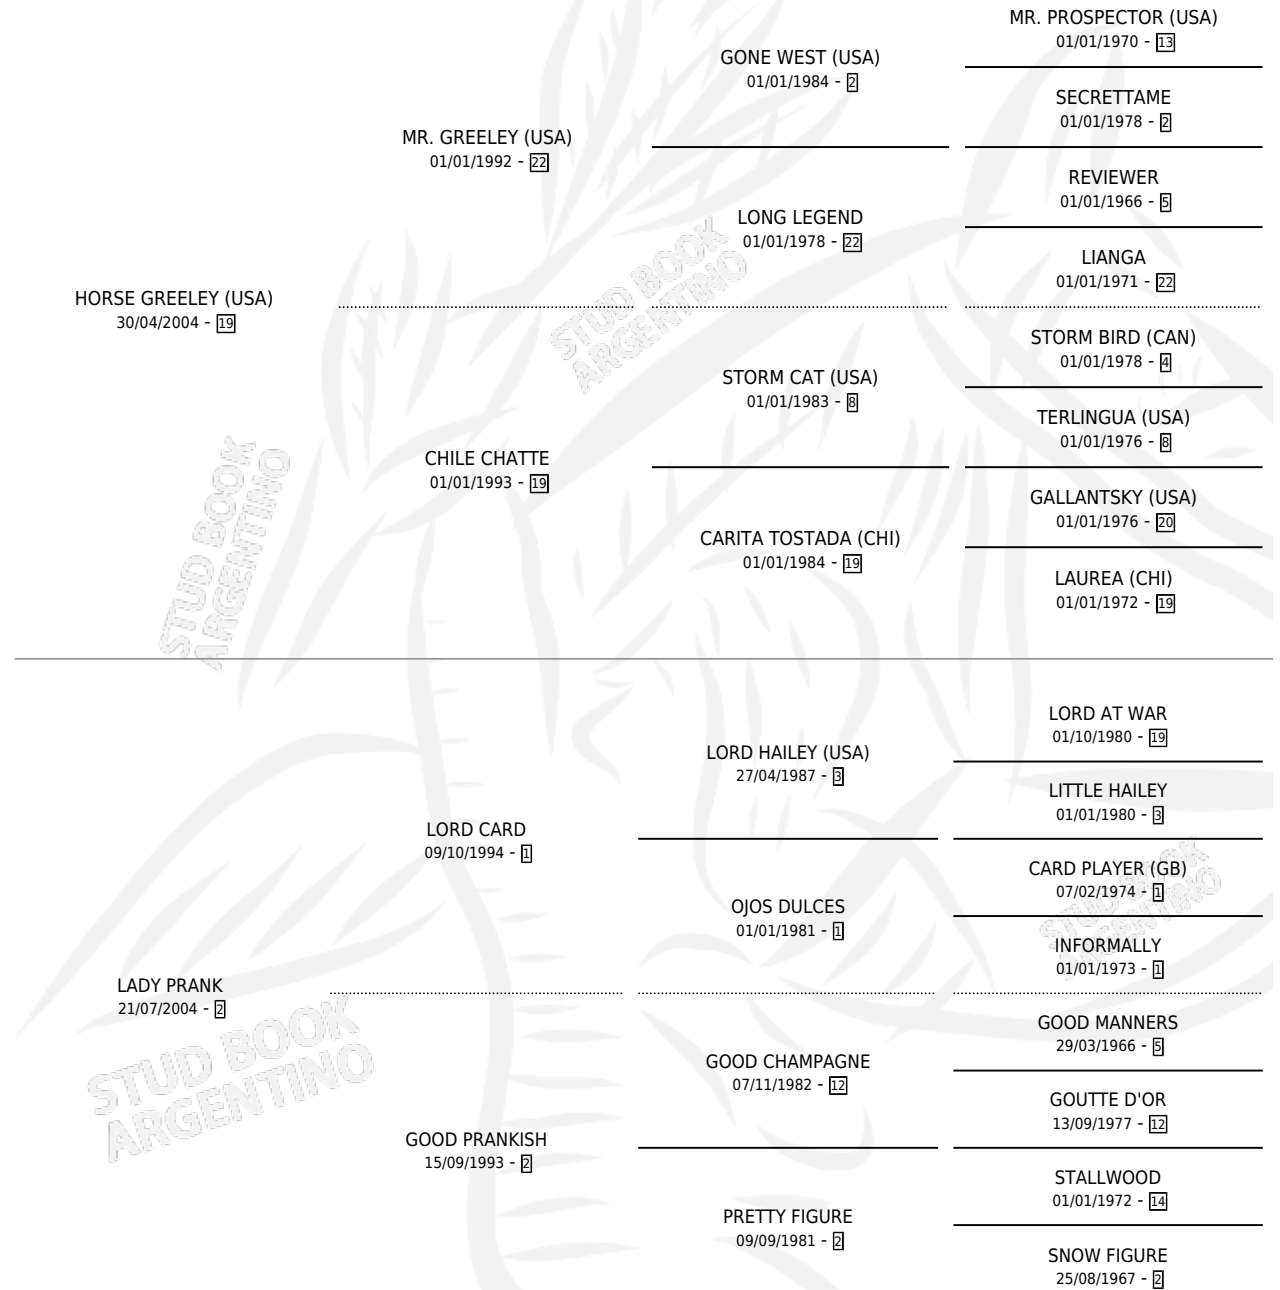 MR. PROSPECTOR (USA)
01/01/1970 - 13
GONE WEST (USA)
01/01/1984 - 2
SECRETTAME
01/01/1978 - 2
MR. GREELEY (USA)
01/01/1992 - 22
REVIEWER
01/01/1966 - 5
LONG LEGEND
01/01/1978 - 22
LIANGA
01/01/1971 - 22
HORSE GREELEY (USA)
30/04/2004 - 19
STUD BOOK
ARGENTINO
STORM BIRD (CAN)
01/01/1978 - 4
STORM CAT (USA)
01/01/1983 - 8
TERLINGUA (USA)
01/01/1976 - 8
CHILE CHATTE
01/01/1993 - 19
GALLANTSKY (USA)
01/01/1976 - 20
CARITA TOSTADA (CHI)
01/01/1984 - 19
LAUREA (CHI)
01/01/1972 - 19
STUD BOOK
ARGENTINO
LORD AT WAR
01/10/1980 - 19
LORD HAILEY (USA)
27/04/1987 - 3
LITTLE HAILEY
01/01/1980 - 3
LORD CARD
09/10/1994 - 1
CARD PLAYER (GB)
07/02/1974 - 1
OJOS DULCES
01/01/1981 - 1
STUD BOOK
ARGENTINO
INFORMALLY
01/01/1973 - 1
LADY PRANK
21/07/2004 - 2
GOOD MANNERS
29/03/1966 - 5
GOOD CHAMPAGNE
07/11/1982 - 12
STUD BOOK
ARGENTINO
GOUTTE D'OR
13/09/1977 - 12
GOOD PRANKISH
15/09/1993 - 2
STALLWOOD
01/01/1972 - 14
PRETTY FIGURE
09/09/1981 - 2
SNOW FIGURE
25/08/1967 - 2